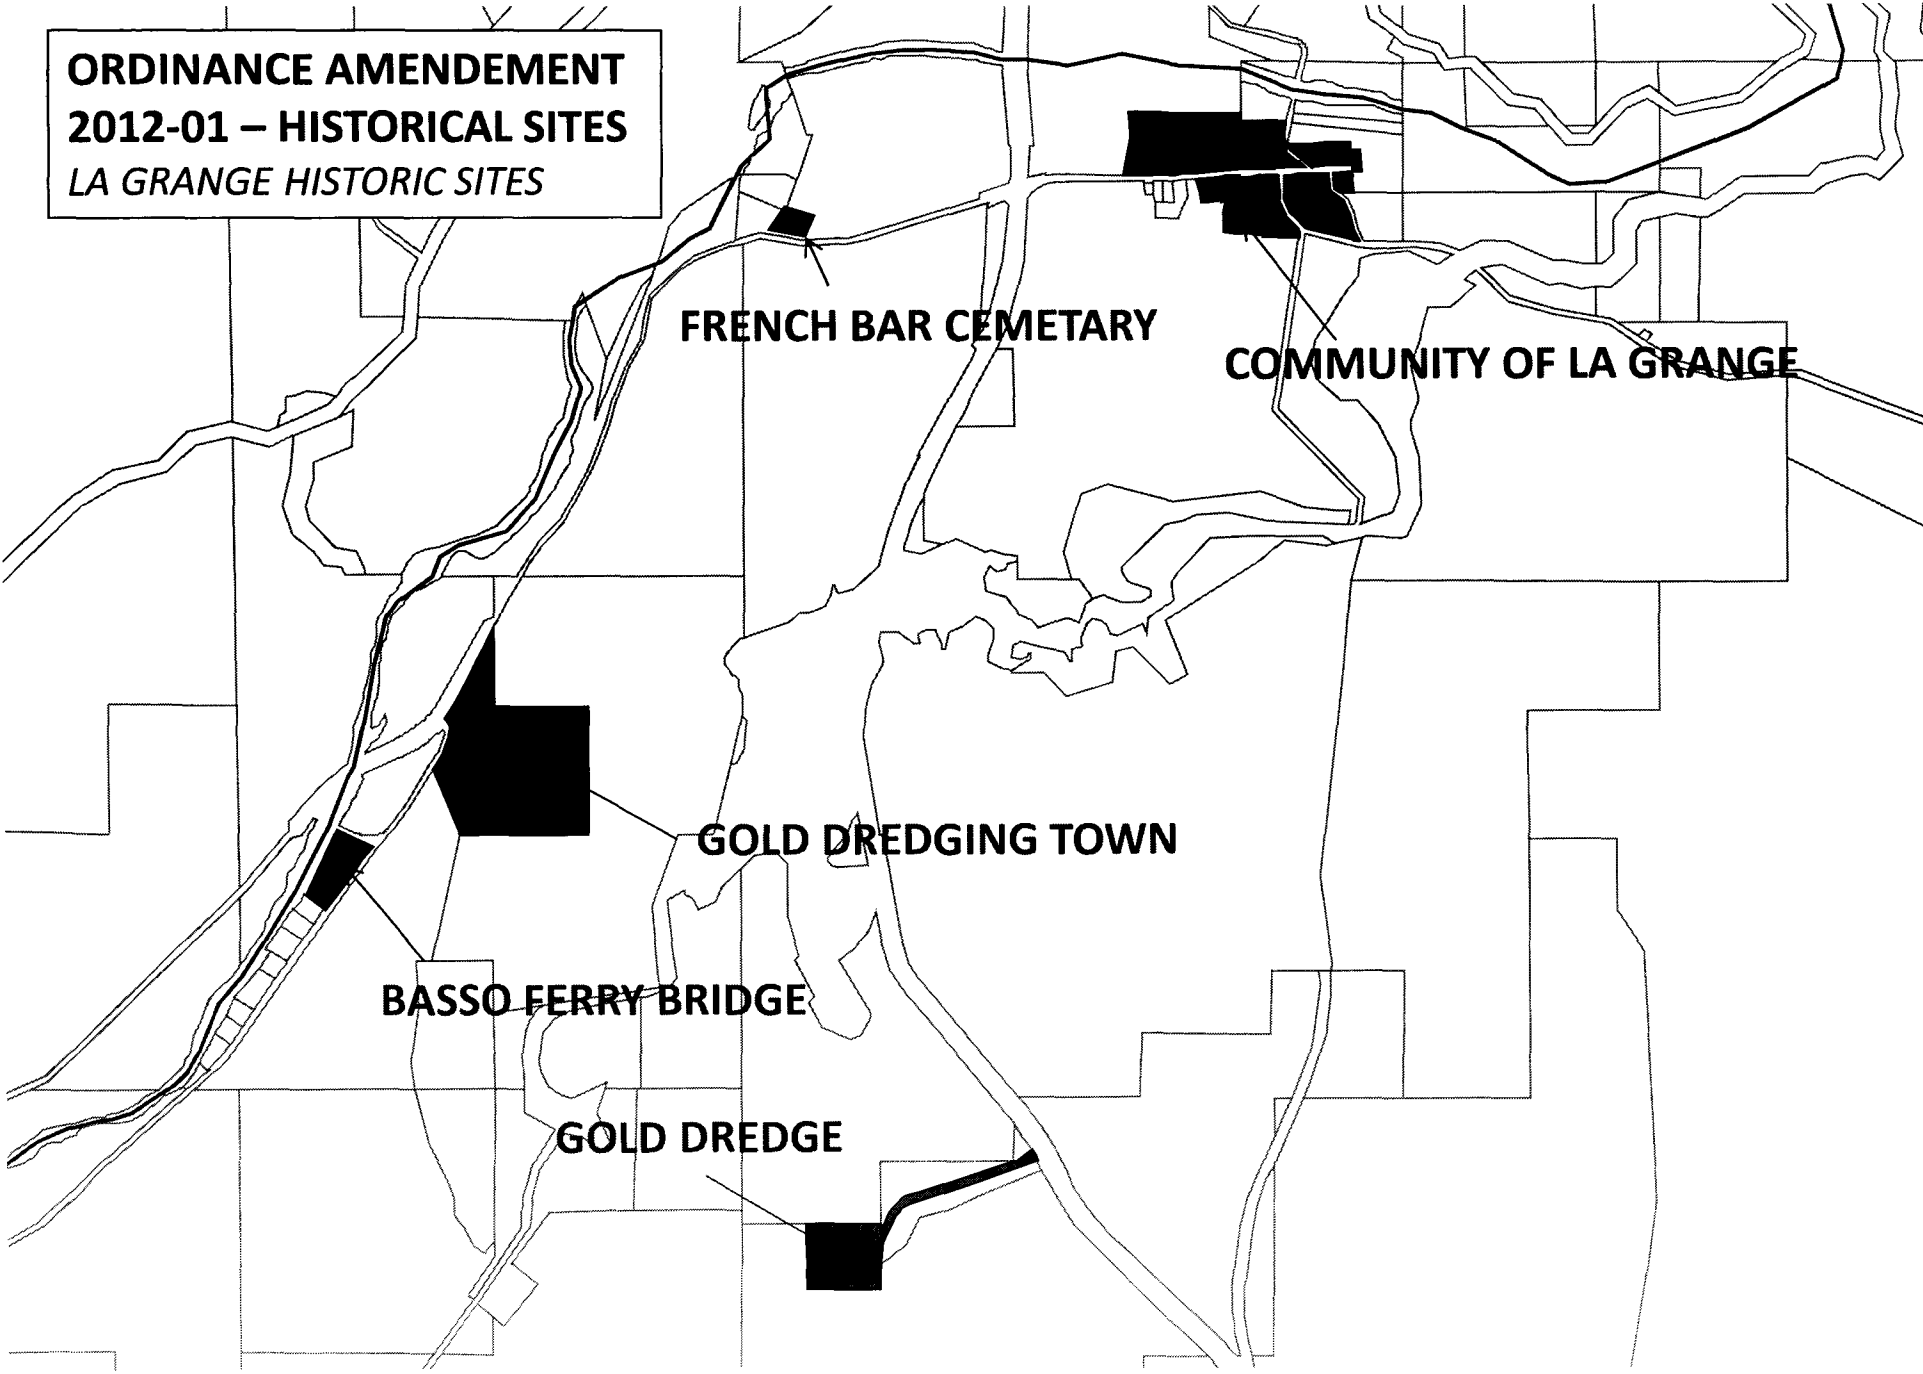 ORDINANCE AMENDEMENT
2012-01 – HISTORICAL SITES
LA GRANGE HISTORIC SITES
FRENCH BAR CEMETARY
COMMUNITY OF LA GRANGE
GOLD DREDGING TOWN
BASSO FERRY BRIDGE
GOLD DREDGE